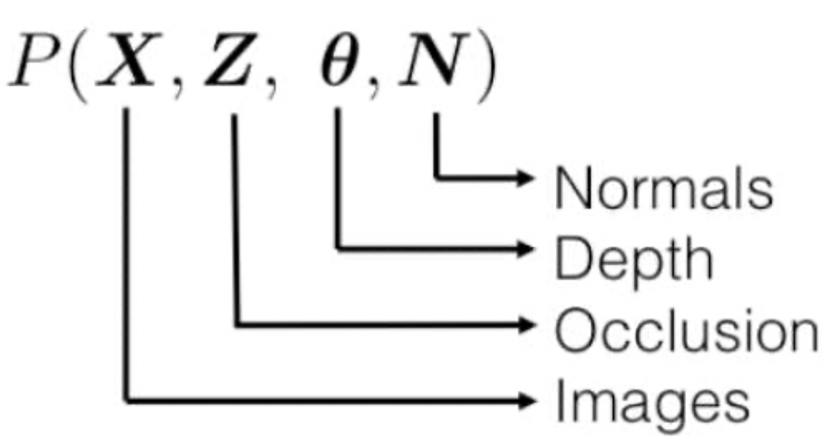 P(X, Z, θ, N)
Normals
Depth
Occlusion
Images